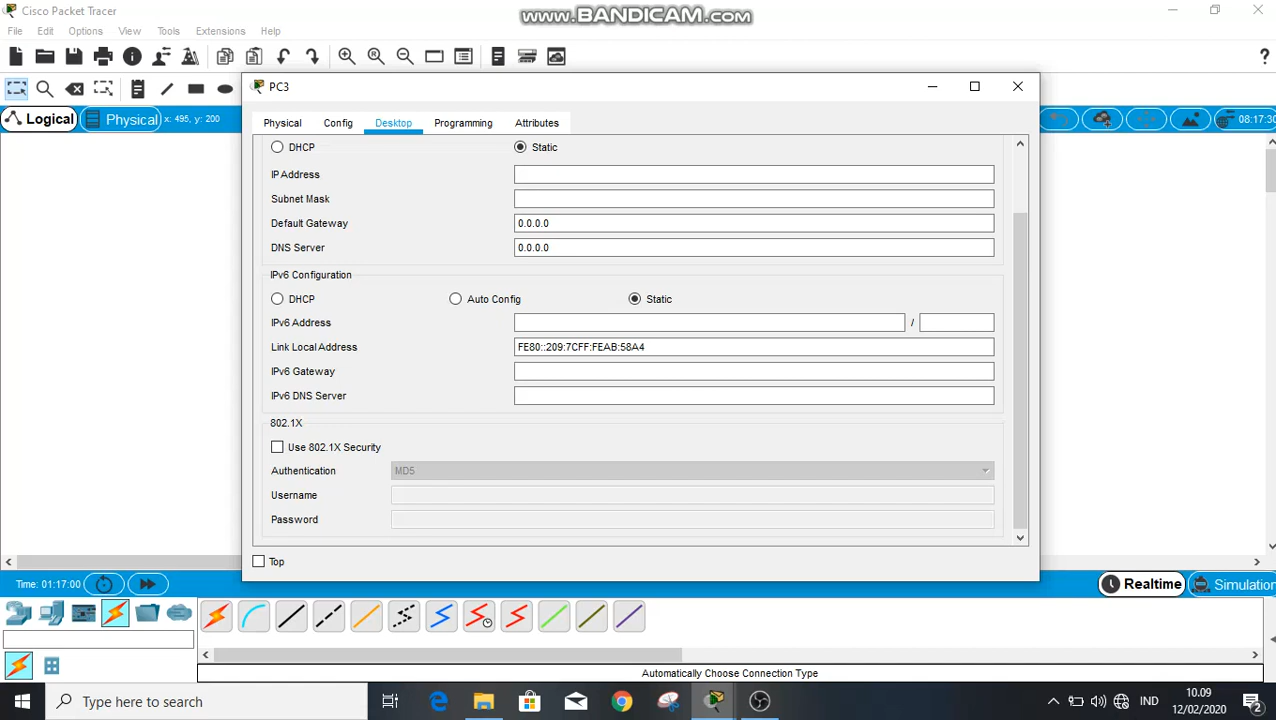 Cisco Packet Tracer
www.BANDICAM.com
File Edit Options View Tools Extensions Help
?
PC3
Logical
Physical
x: 495, y: 200
08:17:30
Physical Config Desktop Programming Attributes
DHCP Static
IP Address
Subnet Mask
Default Gateway 0.0.0.0
DNS Server 0.0.0.0
IPv6 Configuration
DHCP Auto Config Static
IPv6 Address /
Link Local Address FE80::209:7CFF:FEAB:58A4
IPv6 Gateway
IPv6 DNS Server
802.1X
Use 802.1X Security
Authentication MD5
Username
Password
Top
Time: 01:17:00
Realtime
Simulation
Automatically Choose Connection Type
Type here to search
IND
10.09
12/02/2020
2